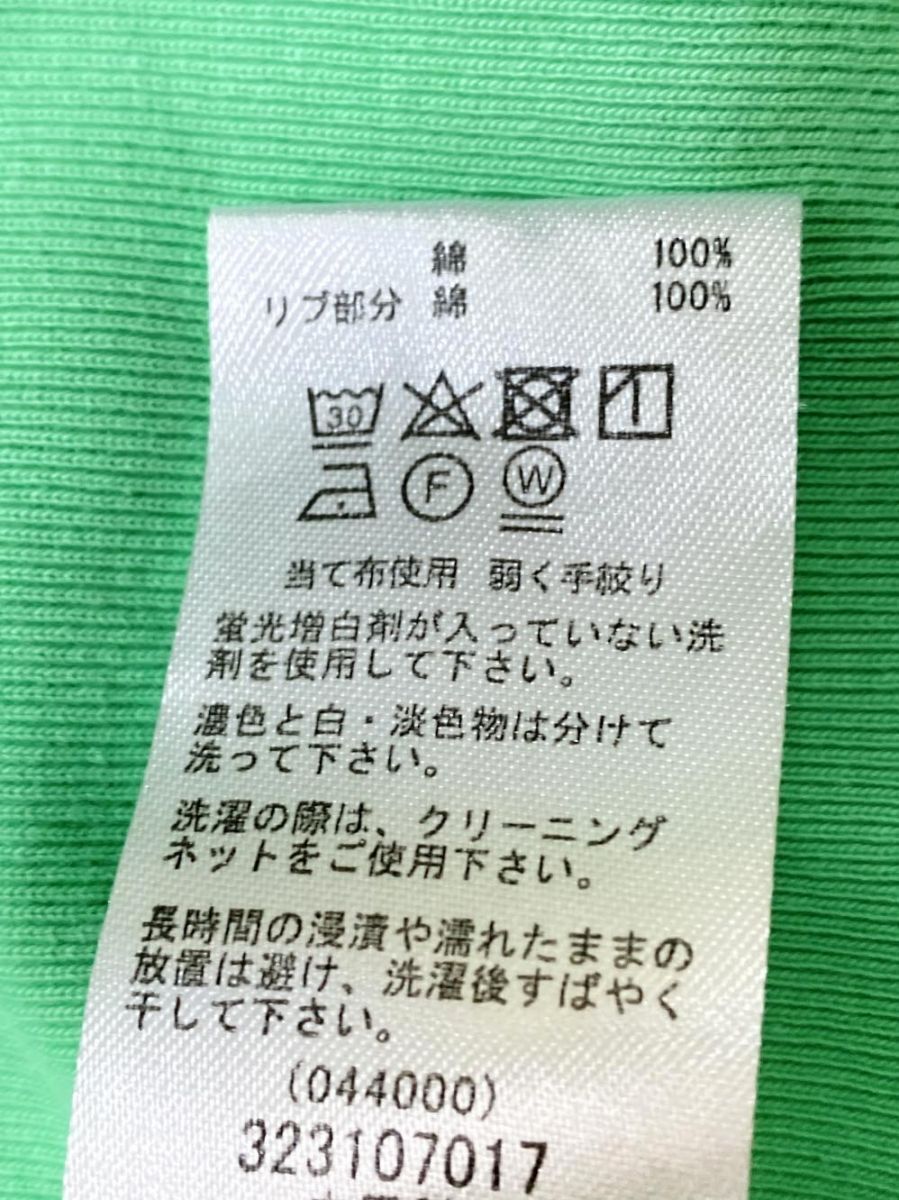 綿 100%
リブ部分 綿 100%
30
F W
当て布使用 弱く手絞り
蛍光増白剤が入っていない洗
剤を使用して下さい。
濃色と白・淡色物は分けて
洗って下さい。
洗濯の際は、クリーニング
ネットをご使用下さい。
長時間の浸漬や濡れたままの
放置は避け、洗濯後すばやく
干して下さい。
(044000)
323107017